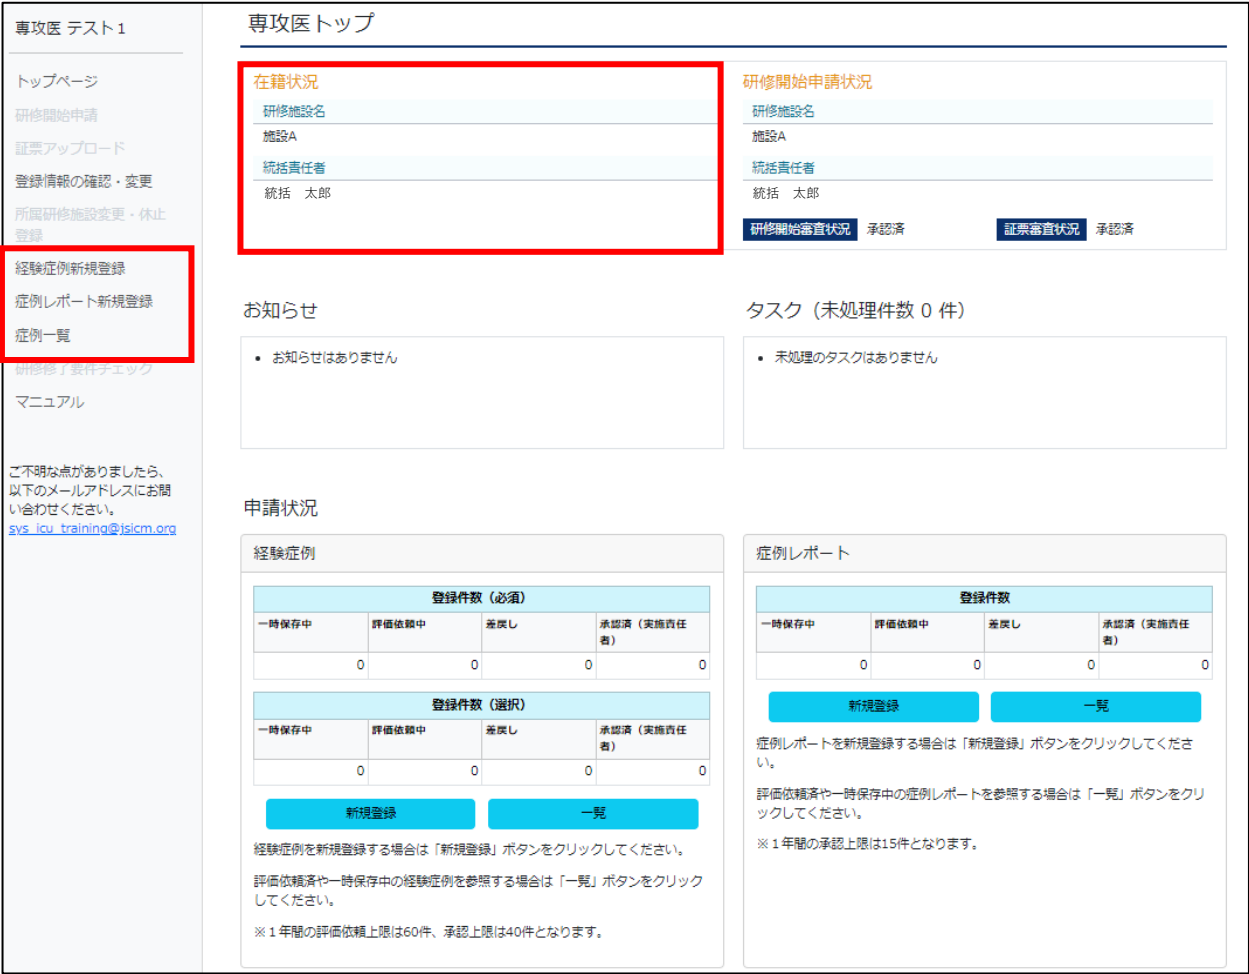 専攻医 テスト1
トップページ
研修開始申請
証票アップロード
登録情報の確認・変更
所属研修施設変更・休止
登録
経験症例新規登録
症例レポート新規登録
症例一覧
研修修了要件チェック
マニュアル
ご不明な点がありましたら、
以下のメールアドレスにお問
い合わせください。
sys_icu_training@jsicm.org
専攻医トップ
在籍状況
研修施設名
施設A
統括責任者
統括　太郎
研修開始申請状況
研修施設名
施設A
統括責任者
統括　太郎
研修開始審査状況 承認済 証票審査状況 承認済
お知らせ
• お知らせはありません
タスク（未処理件数 0 件）
• 未処理のタスクはありません
申請状況
経験症例
登録件数（必須）
一時保存中 評価依頼中 差戻し 承認済（実施責任
者）
0 0 0 0
登録件数（選択）
一時保存中 評価依頼中 差戻し 承認済（実施責任
者）
0 0 0 0
新規登録 一覧
経験症例を新規登録する場合は「新規登録」ボタンをクリックしてください。
評価依頼済や一時保存中の経験症例を参照する場合は「一覧」ボタンをクリック
してください。
※１年間の評価依頼上限は60件、承認上限は40件となります。
症例レポート
登録件数
一時保存中 評価依頼中 差戻し 承認済（実施責任
者）
0 0 0 0
新規登録 一覧
症例レポートを新規登録する場合は「新規登録」ボタンをクリックしてくださ
い。
評価依頼済や一時保存中の症例レポートを参照する場合は「一覧」ボタンをクリ
ックしてください。
※１年間の承認上限は15件となります。